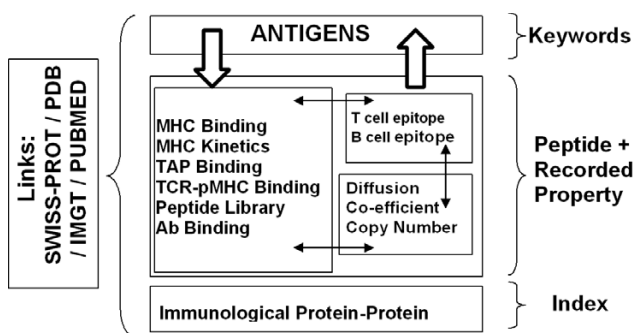 Links:
SWISS-PROT / PDB
/ IMGT / PUBMED
ANTIGENS
Keywords
MHC Binding
MHC Kinetics
TAP Binding
TCR-pMHC Binding
Peptide Library
Ab Binding
T cell epitope
B cell epitope
Diffusion
Co-efficient
Copy Number
Peptide +
Recorded
Property
Immunological Protein-Protein
Index